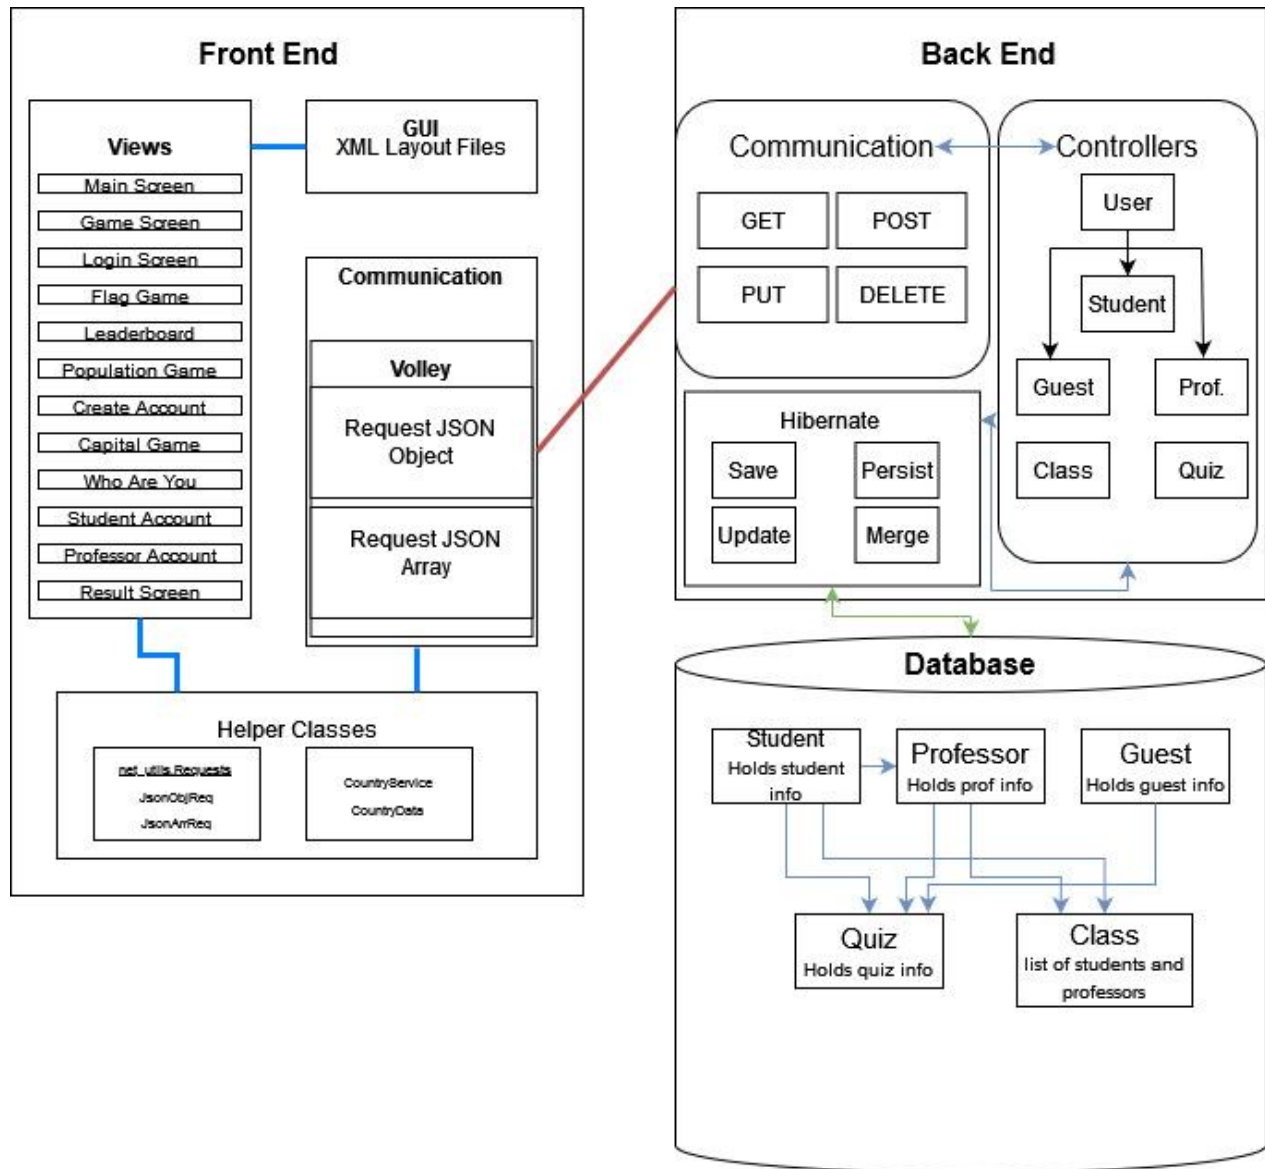 Front End
Views
Main Screen
Game Screen
Login Screen
Flag Game
Leaderboard
Population Game
Create Account
Capital Game
Who Are You
Student Account
Professor Account
Result Screen
GUI
XML Layout Files
Communication
Volley
Request JSON
Object
Request JSON
Array
Helper Classes
net_utils.Requests
JsonObjReq
JsonArrReq
CountryService
CountryData
Back End
Communication
GET
POST
PUT
DELETE
Controllers
User
Student
Guest
Prof.
Class
Quiz
Hibernate
Save
Persist
Update
Merge
Database
Student
Holds student
info
Professor
Holds prof info
Guest
Holds guest info
Quiz
Holds quiz info
Class
list of students and
professors